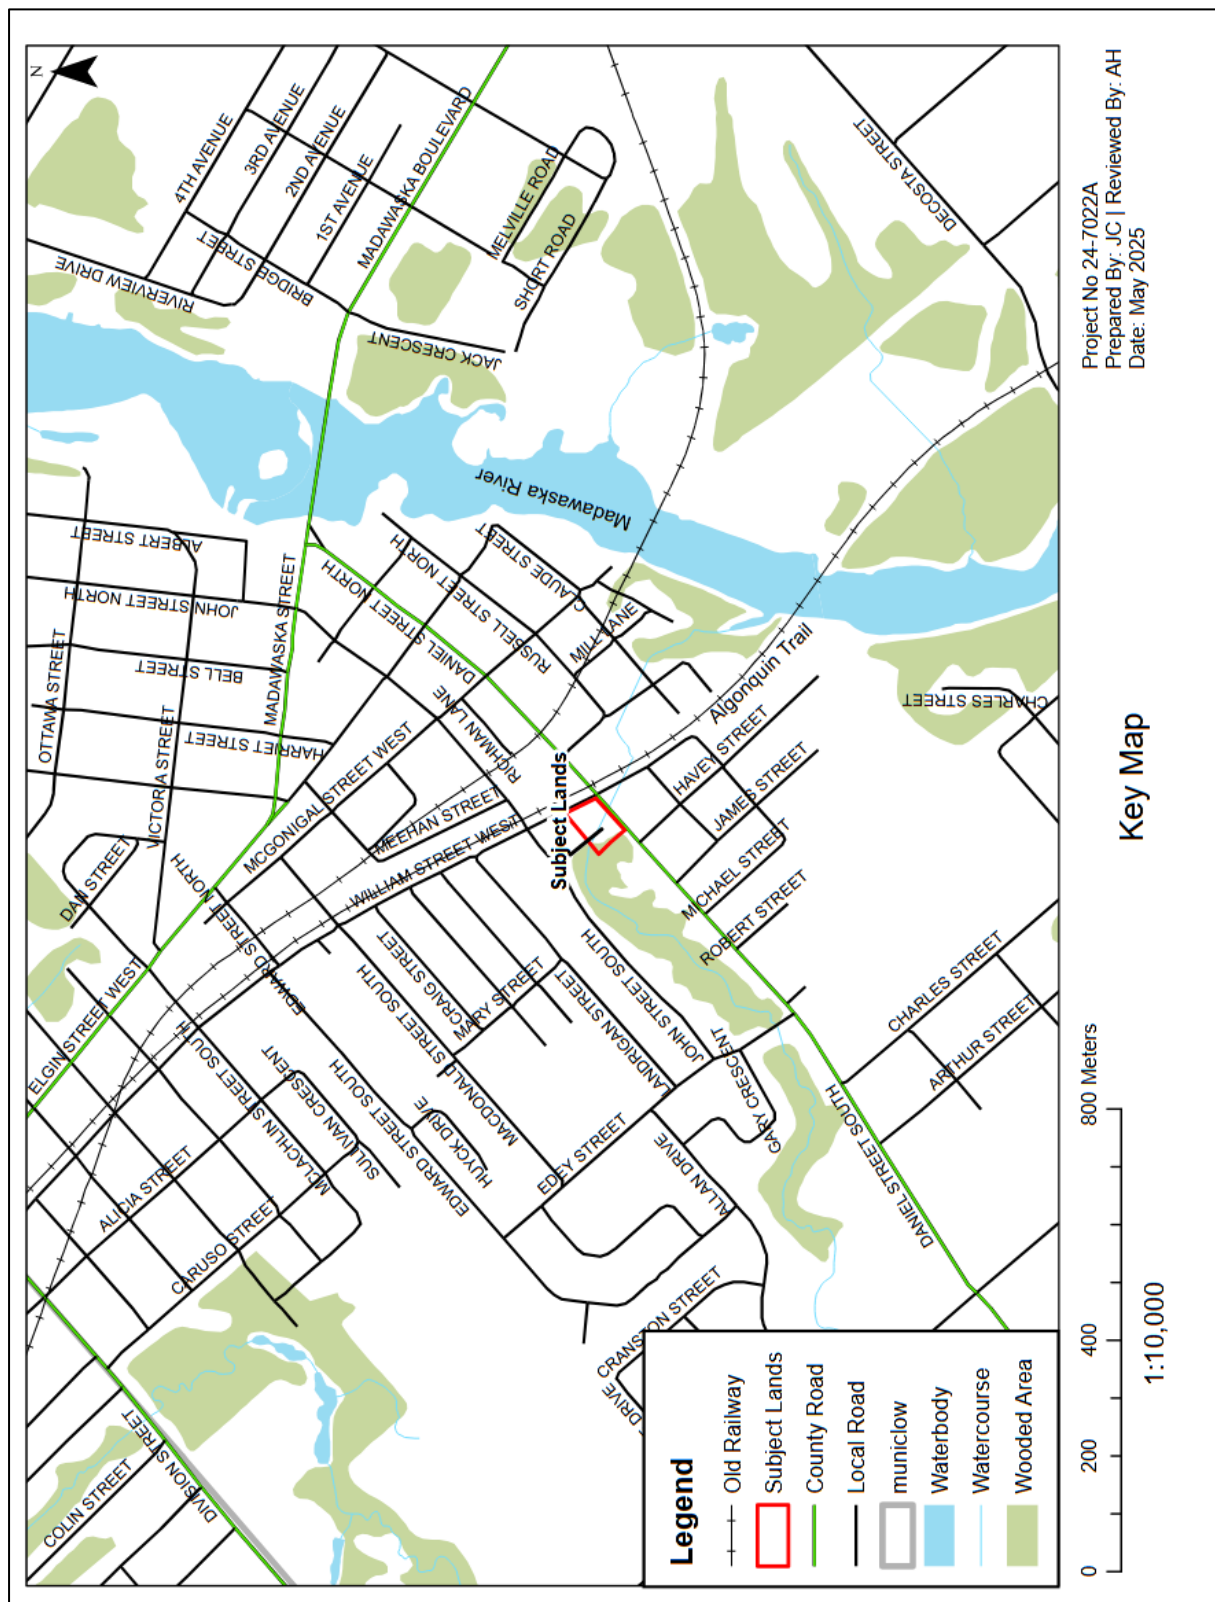 N
4TH AVENUE
3RD AVENUE
2ND AVENUE
1ST AVENUE
MADAWASKA BOULEVARD
RIVERVIEW DRIVE
BRIDGE STREET
MELVILLE ROAD
SHORT ROAD
JACK CRESCENT
DECOSTA STREET
Madawaska River
ALBERT STREET
JOHN STREET NORTH
BELL STREET
HARRIET STREET
OTTAWA STREET
VICTORIA STREET
MADAWASKA STREET
DANIEL STREET NORTH
RUSSELL STREET NORTH
CLAUDE STREET
MILL LANE
RICHMAN LANE
MCGONIGAL STREET WEST
MEEHAN STREET
WILLIAM STREET WEST
Subject Lands
Algonquin Trail
HAVEY STREET
JAMES STREET
MICHAEL STREET
ROBERT STREET
CHARLES STREET
DAN STREET
ELGIN STREET WEST
EDWARD STREET NORTH
EDWARD STREET SOUTH
MCLACHLIN STREET SOUTH
SULLIVAN CRESCENT
HUYCK DRIVE
MACDONALD STREET SOUTH
CRAIG STREET
MARY STREET
LANDRIGAN STREET
JOHN STREET SOUTH
GARY CRESCENT
EDEY STREET
ALLAN DRIVE
ALICIA STREET
CARUSO STREET
CRANSTON STREET
DRIVE
DANIEL STREET SOUTH
CHARLES STREET
ARTHUR STREET
COLIN STREET
DIVISION STREET
Legend
Old Railway
Subject Lands
County Road
Local Road
municlow
Waterbody
Watercourse
Wooded Area
0 200 400 800 Meters
1:10,000
Key Map
Project No 24-7022A
Prepared By: JC | Reviewed By: AH
Date: May 2025